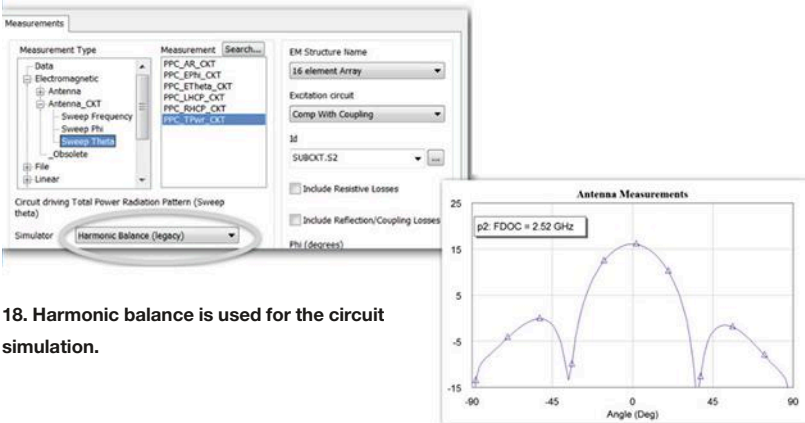 Measurements
Measurement Type
Data
Electromagnetic
Antenna
Antenna_CKT
Sweep Frequency
Sweep Phi
Sweep Theta
_Obsolete
File
Linear
Measurement Search...
PPC_AR_CKT
PPC_EPhi_CKT
PPC_ETheta_CKT
PPC_LHCP_CKT
PPC_RHCP_CKT
PPC_TPwr_CKT
EM Structure Name
16 element Array
Excitation circuit
Comp With Coupling
Id
SUBCKT.S2
...
Include Resistive Losses
Include Reflection/Coupling Losses
Phi (degrees)
Circuit driving Total Power Radiation Pattern (Sweep
theta)
Simulator Harmonic Balance (legacy)
Antenna Measurements
p2: FDOC = 2.52 GHz
25
15
5
-5
-15
-90 -45 0 45 90
Angle (Deg)
18. Harmonic balance is used for the circuit
simulation.